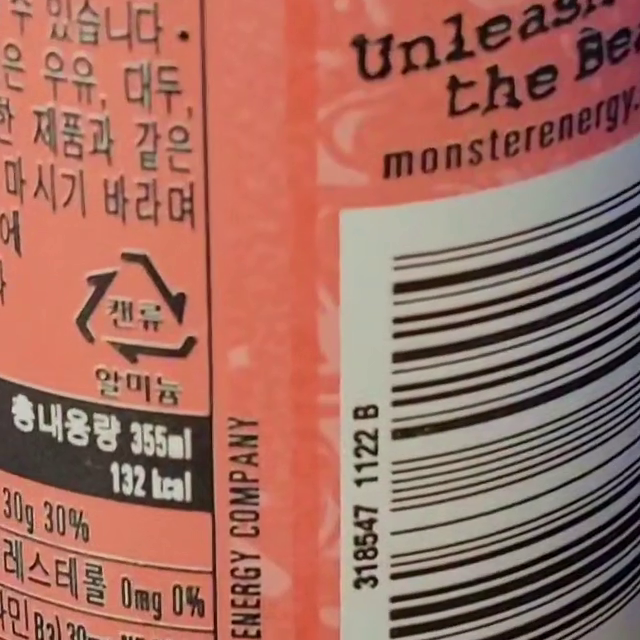 수 있습니다.
은 우유, 대두,
한 제품과 같은
마시기 바라며
에
캔류
알미늄
총내용량 355ml
132 kcal
30g 30%
레스테롤 0mg 0%
ENERGY COMPANY
Unleash
the Bea
monsterenergy.
318547 1122 B